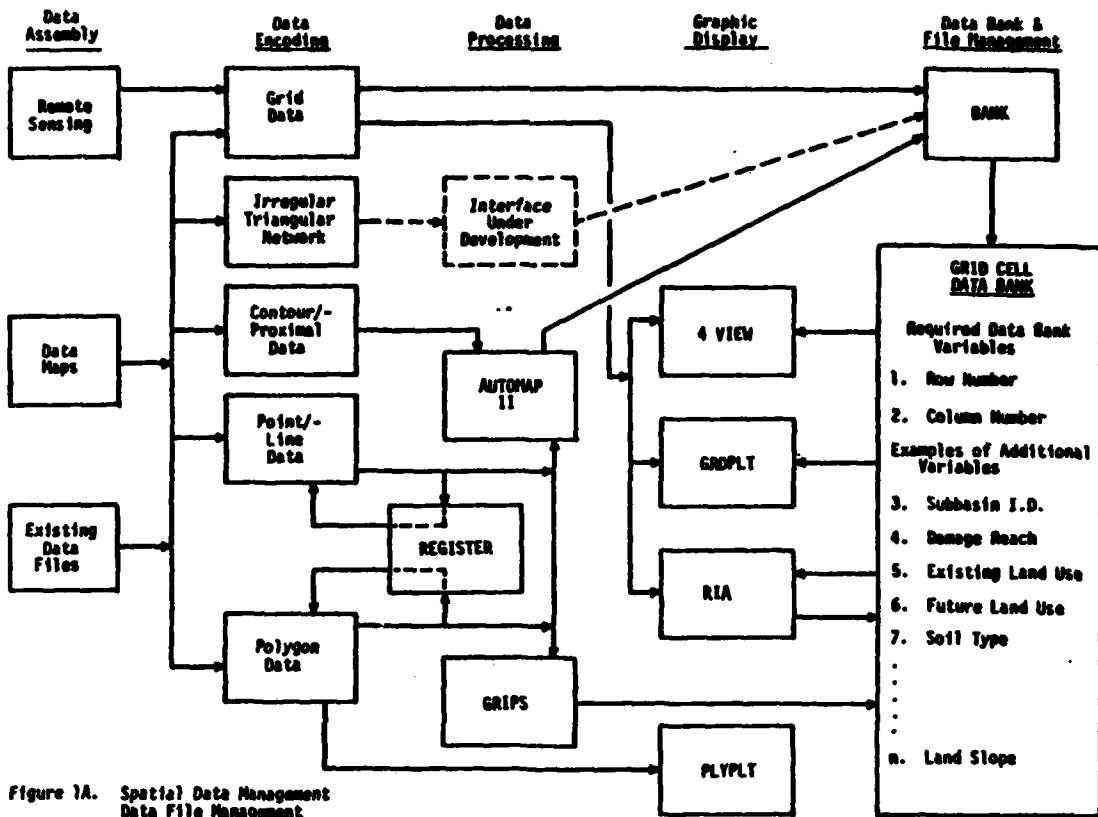 Data
Assembly
Data
Encoding
Data
Processing
Graphic
Display
Data Bank &
File Management
Remote
Sensing
Grid
Data
BANK
Irregular
Triangular
Network
Interface
Under
Development
Data
Maps
Contour/-
Proximal
Data
AUTOMAP
II
4 VIEW
GRID CELL
DATA BANK
Required Data Bank
Variables
1. Row Number
2. Column Number
Examples of Additional
Variables
3. Subbasin I.D.
4. Damage Reach
5. Existing Land Use
6. Future Land Use
7. Soil Type
.
.
.
.
.
n. Land Slope
Point/-
Line
Data
GRDPLT
Existing
Data
Files
REGISTER
RIA
Polygon
Data
GRIPS
PLYPLT
Figure 1A. Spatial Data Management
Data File Management